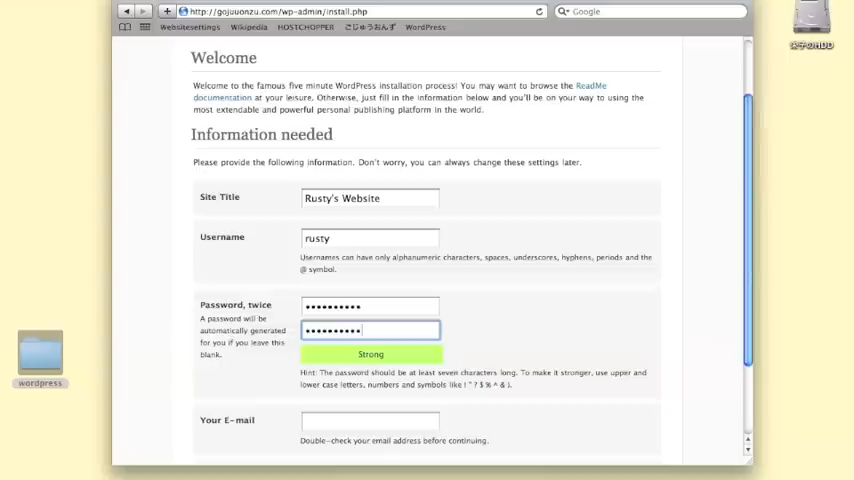 http://gojuuonzu.com/wp-admin/install.php
Google
Websitesettings Wikipedia HOSTCHOPPER ごじゅうおんず WordPress
Welcome
Welcome to the famous five minute WordPress installation process! You may want to browse the ReadMe
documentation at your leisure. Otherwise, just fill in the information below and you'll be on your way to using the
most extendable and powerful personal publishing platform in the world.
Information needed
Please provide the following information. Don't worry, you can always change these settings later.
Site Title
Rusty's Website
Username
rusty
Usernames can have only alphanumeric characters, spaces, underscores, hyphens, periods and the
@ symbol.
Password, twice
A password will be
automatically generated
for you if you leave this
blank.
••••••••••
••••••••••
Strong
Hint: The password should be at least seven characters long. To make it stronger, use upper and
lower case letters, numbers and symbols like ! " ? $ % ^ & ).
Your E-mail
Double-check your email address before continuing.
wordpress
のHDD